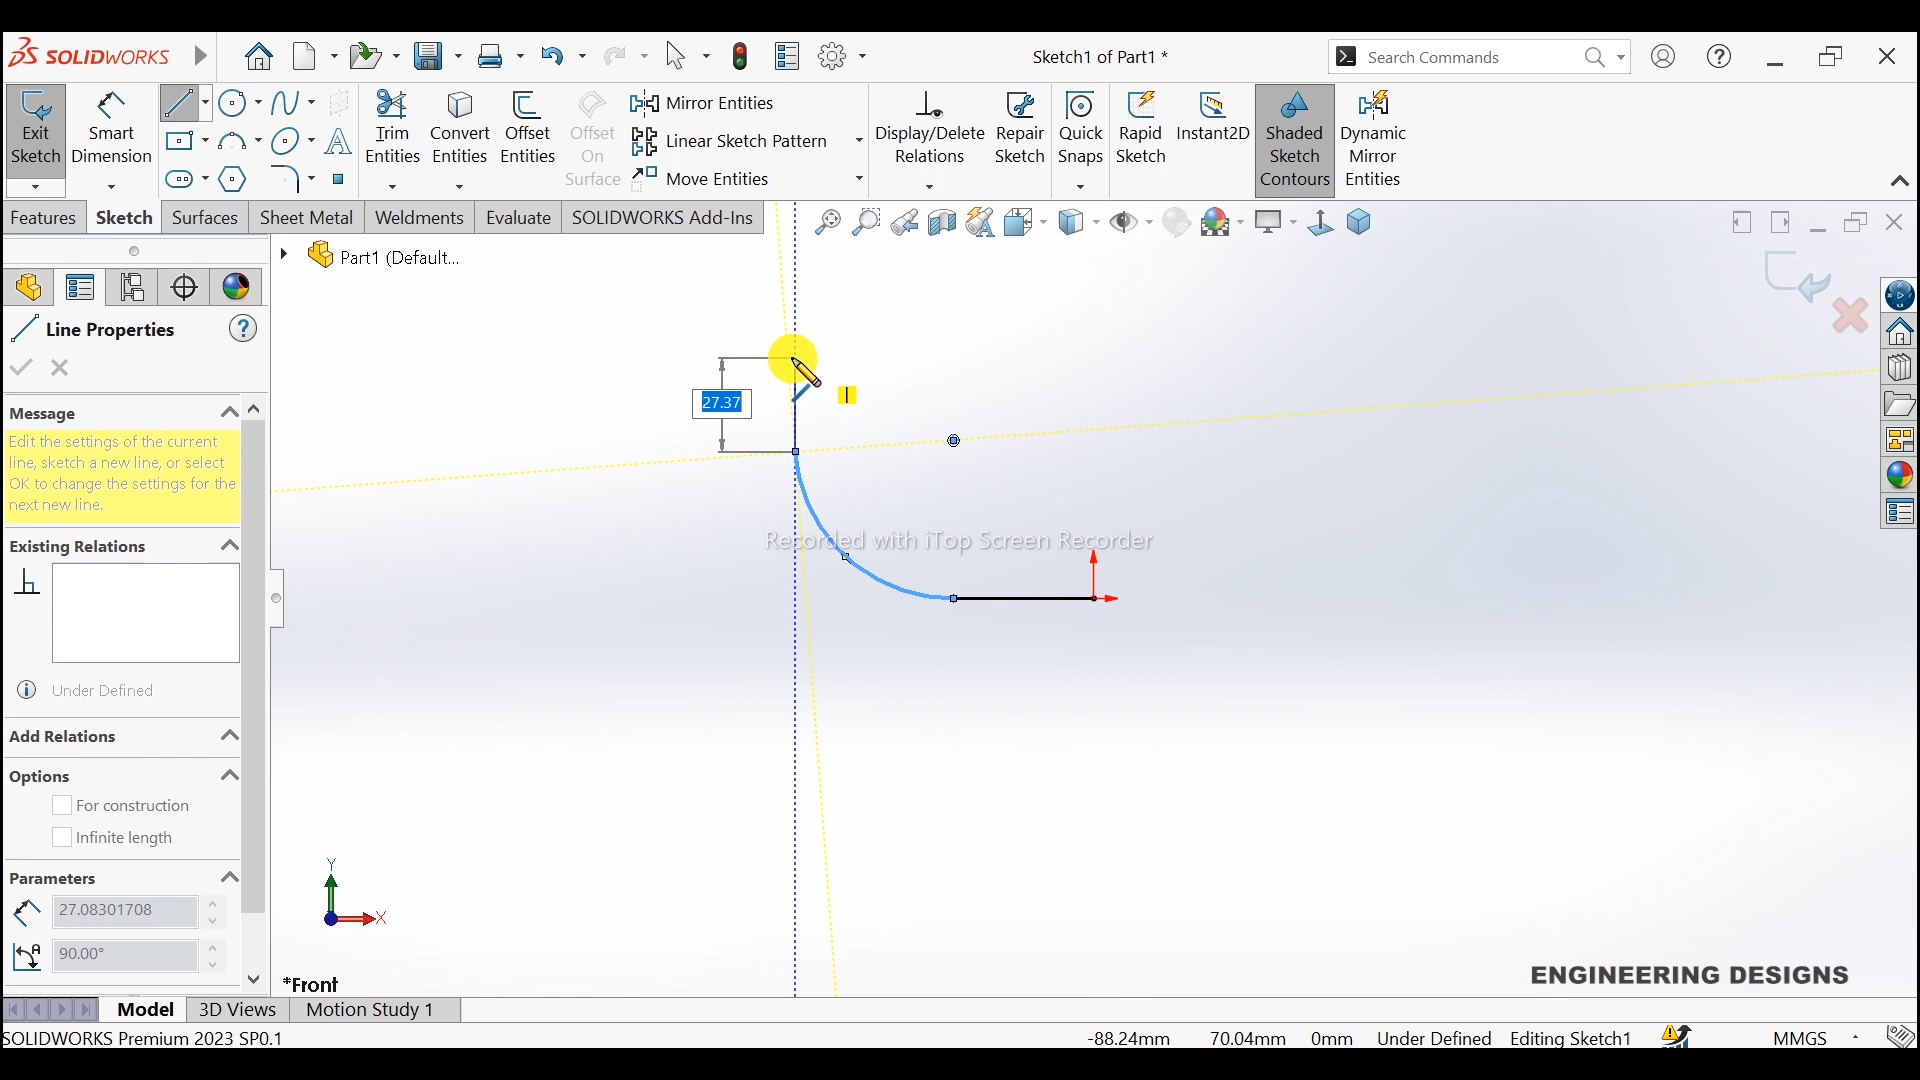 SOLIDWORKS
Sketch1 of Part1 *
Search Commands
Exit Sketch
Smart Dimension
Trim Entities
Convert Entities
Offset Entities
Offset On Surface
Mirror Entities
Linear Sketch Pattern
Move Entities
Display/Delete Relations
Repair Sketch
Quick Snaps
Rapid Sketch
Instant2D
Shaded Sketch Contours
Dynamic Mirror Entities
Features Sketch Surfaces Sheet Metal Weldments Evaluate SOLIDWORKS Add-Ins
Part1 (Default...
Line Properties
Message
Edit the settings of the current
line, sketch a new line, or select
OK to change the settings for the
next new line.
Existing Relations
Under Defined
Add Relations
Options
For construction
Infinite length
Parameters
27.08301708
90.00°
27.37
Recorded with iTop Screen Recorder
Y
X
*Front
ENGINEERING DESIGNS
Model 3D Views Motion Study 1
SOLIDWORKS Premium 2023 SP0.1
-88.24mm 70.04mm 0mm Under Defined Editing Sketch1 MMGS